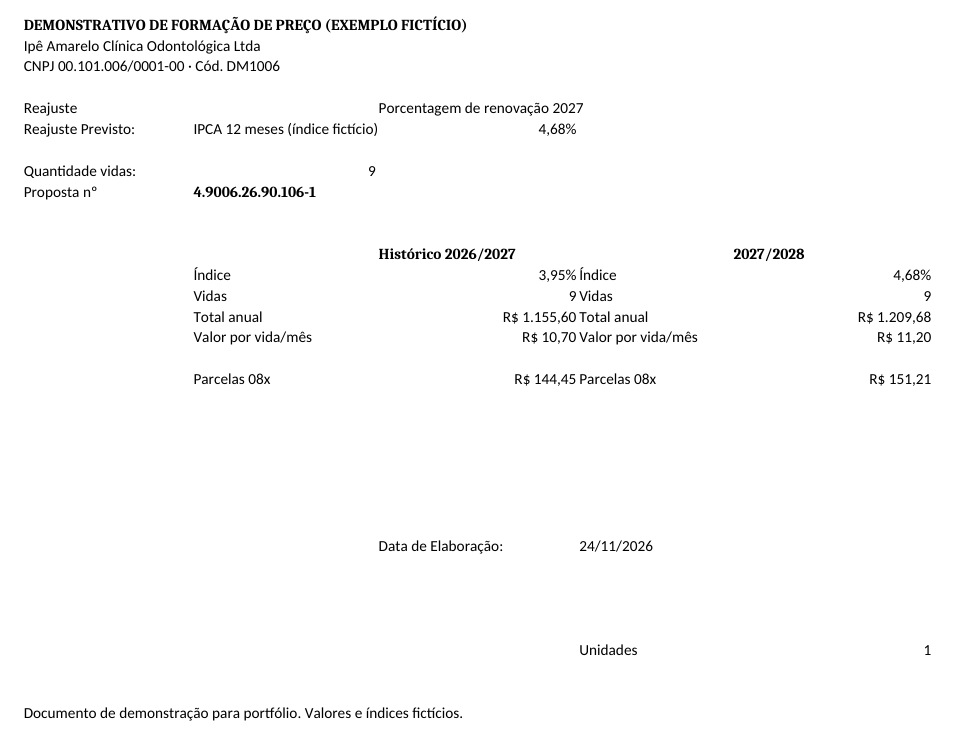 DEMONSTRATIVO DE FORMAÇÃO DE PREÇO (EXEMPLO FICTÍCIO)
Ipê Amarelo Clínica Odontológica Ltda
CNPJ 00.101.006/0001-00 · Cód. DM1006
Reajuste Porcentagem de renovação 2027
Reajuste Previsto: IPCA 12 meses (índice fictício) 4,68%
Quantidade vidas: 9
Proposta nº 4.9006.26.90.106-1
Histórico 2026/2027 2027/2028
Índice 3,95% Índice 4,68%
Vidas 9 Vidas 9
Total anual R$ 1.155,60 Total anual R$ 1.209,68
Valor por vida/mês R$ 10,70 Valor por vida/mês R$ 11,20
Parcelas 08x R$ 144,45 Parcelas 08x R$ 151,21
Data de Elaboração: 24/11/2026
Unidades 1
Documento de demonstração para portfólio. Valores e índices fictícios.